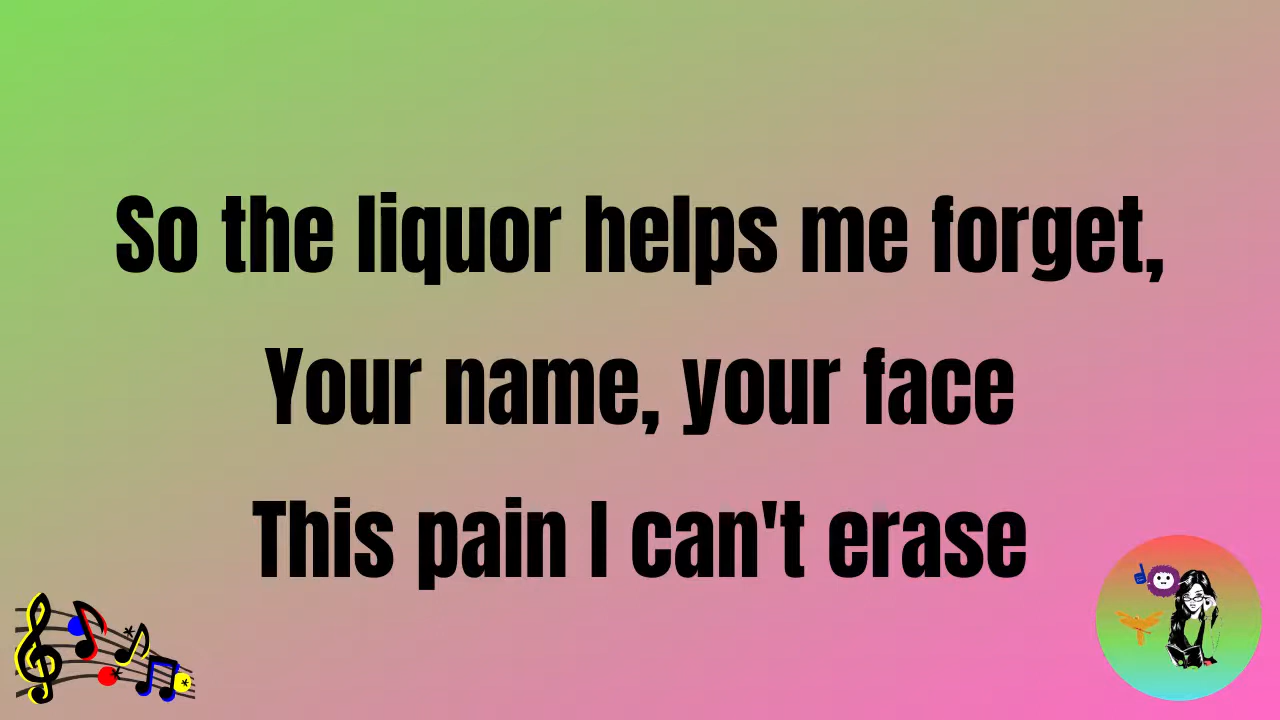 So the liquor helps me forget,
Your name, your face
This pain I can't erase